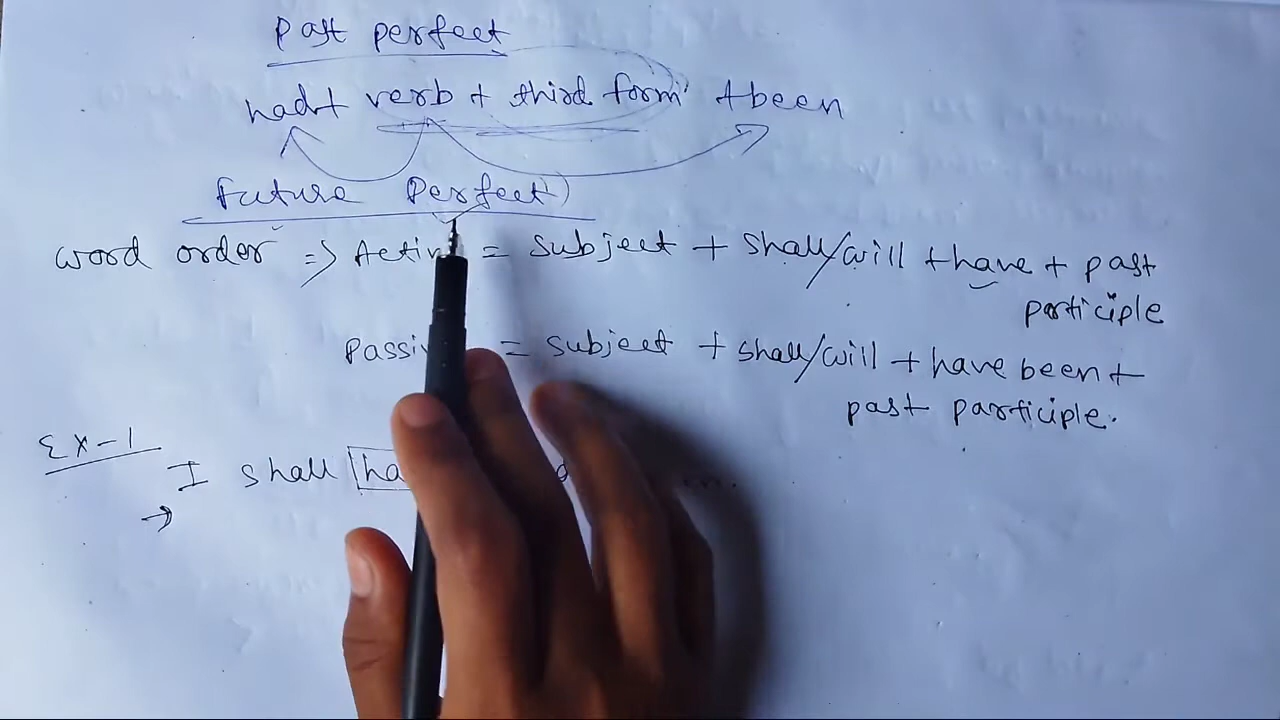 past perfect
had+ verb + third form +been
Future Perfect)
word order => Active = Subject + Shall/will + have + past
participle
Passive = subject + shall/will + have been +
past participle.
Ex-1
I shall
→